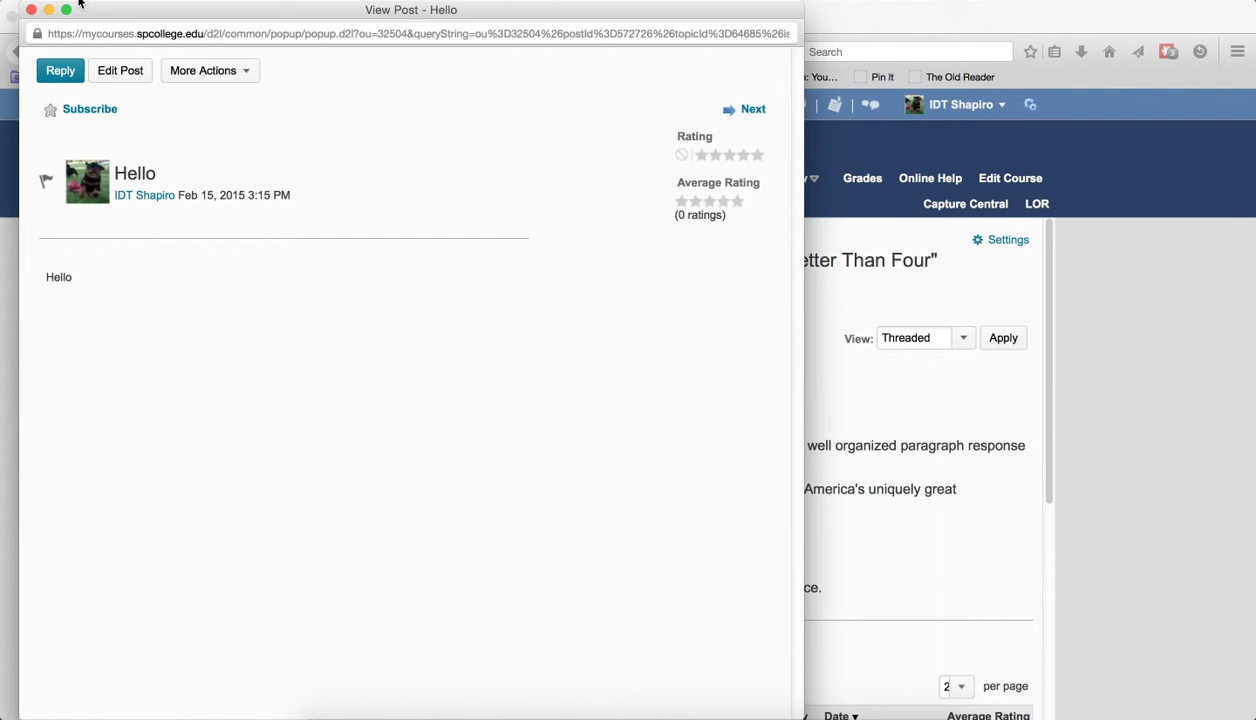 View Post - Hello
https://mycourses.spcollege.edu/d2l/common/popup/popup.d2l?ou=32504&queryString=ou%3D32504%26postId%3D572726%26topicId%3D64685%26is
Search
Reply
Edit Post
More Actions
: You...
Pin It
The Old Reader
Subscribe
Next
IDT Shapiro
Rating
Hello
IDT Shapiro Feb 15, 2015 3:15 PM
Average Rating
(0 ratings)
Grades
Online Help
Edit Course
Capture Central
LOR
Settings
etter Than Four"
Hello
View:
Threaded
Apply
well organized paragraph response
America's uniquely great
ce.
2
per page
Date
Average Rating